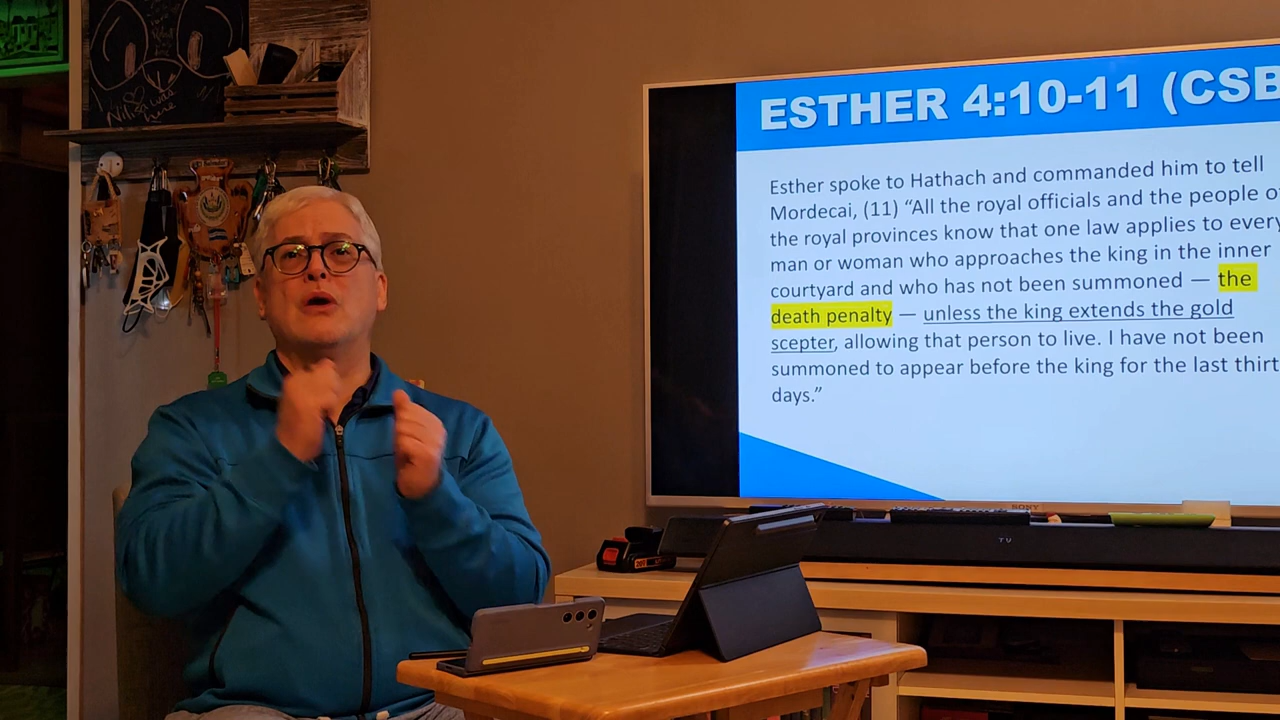 ESTHER 4:10-11 (CSB
Esther spoke to Hathach and commanded him to tell
Mordecai, (11) “All the royal officials and the people o
the royal provinces know that one law applies to every
man or woman who approaches the king in the inner
courtyard and who has not been summoned — the
death penalty — unless the king extends the gold
scepter, allowing that person to live. I have not been
summoned to appear before the king for the last thirt
days.”
SONY
TV
was
here